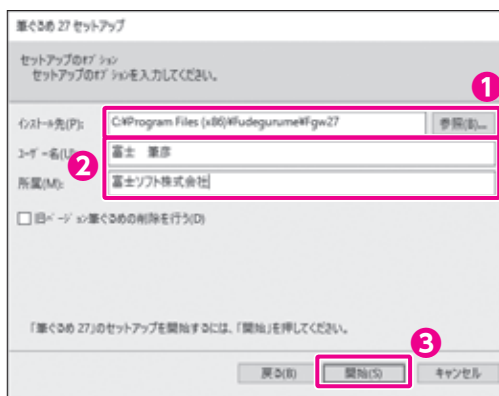 筆ぐるめ 27 セットアップ
セットアップのオプション
セットアップのオプションを入力してください。
❶
インストール先(P):
C:¥Program Files (x86)¥Fudegurume¥Fgw27
参照(B)...
❷
ユーザー名(U):
富士　筆彦
所属(M):
富士ソフト株式会社
旧バージョン筆ぐるめの削除を行う(D)
「筆ぐるめ 27」のセットアップを開始するには、「開始」を押してください。
❸
戻る(B)
開始(S)
キャンセル